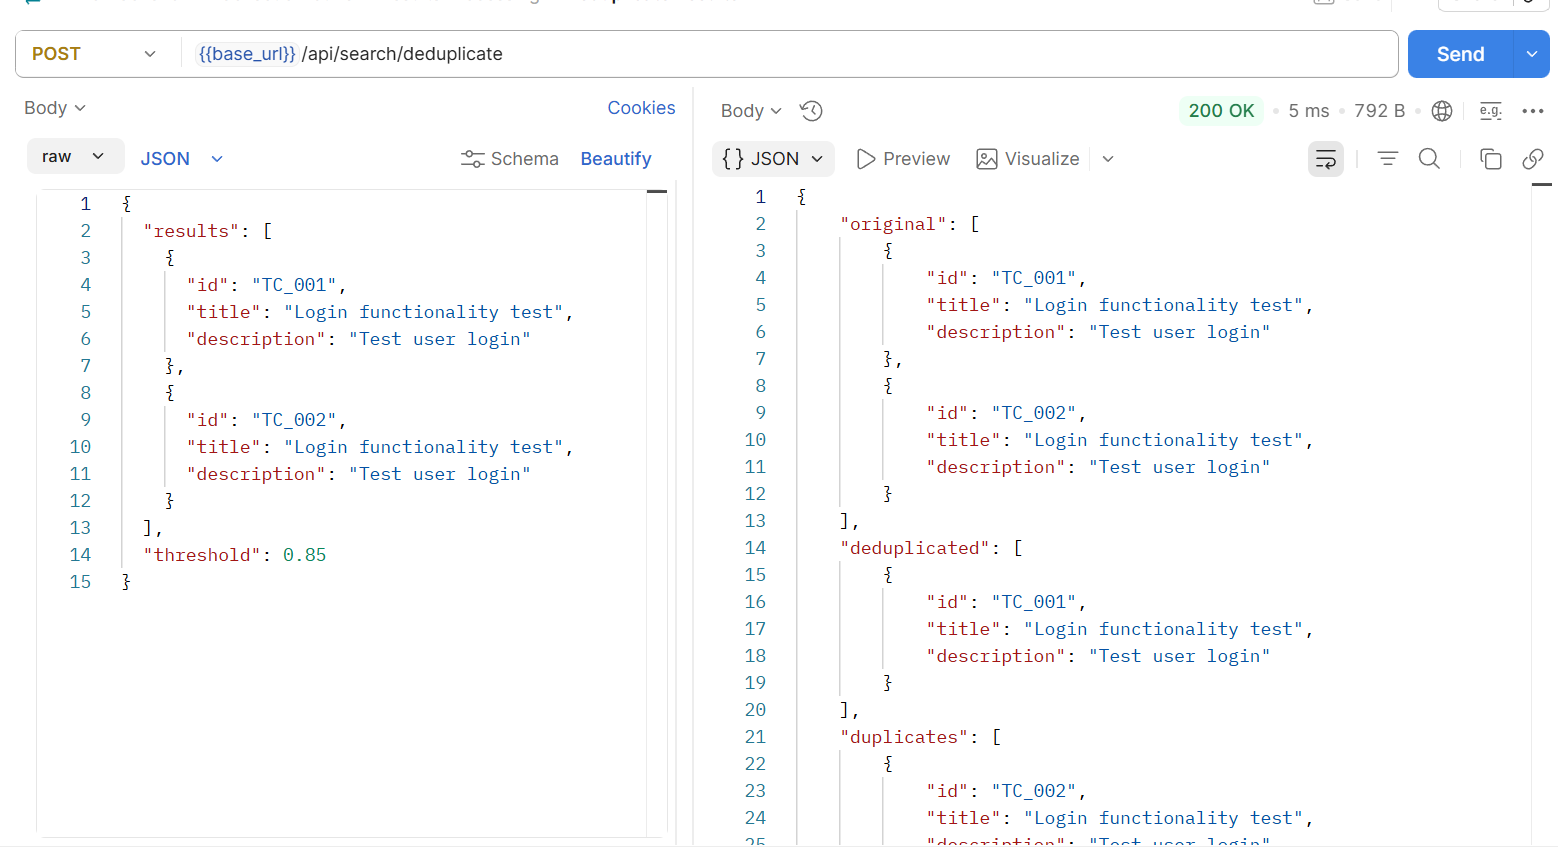 POST {{base_url}} /api/search/deduplicate Send
Body Cookies
raw JSON Schema Beautify
1 {
2 "results": [
3 {
4 "id": "TC_001",
5 "title": "Login functionality test",
6 "description": "Test user login"
7 },
8 {
9 "id": "TC_002",
10 "title": "Login functionality test",
11 "description": "Test user login"
12 }
13 ],
14 "threshold": 0.85
15 }
Body 200 OK • 5 ms • 792 B • e.g.
{} JSON Preview Visualize
1 {
2 "original": [
3 {
4 "id": "TC_001",
5 "title": "Login functionality test",
6 "description": "Test user login"
7 },
8 {
9 "id": "TC_002",
10 "title": "Login functionality test",
11 "description": "Test user login"
12 }
13 ],
14 "deduplicated": [
15 {
16 "id": "TC_001",
17 "title": "Login functionality test",
18 "description": "Test user login"
19 }
20 ],
21 "duplicates": [
22 {
23 "id": "TC_002",
24 "title": "Login functionality test",
25 "description": "Test user login"